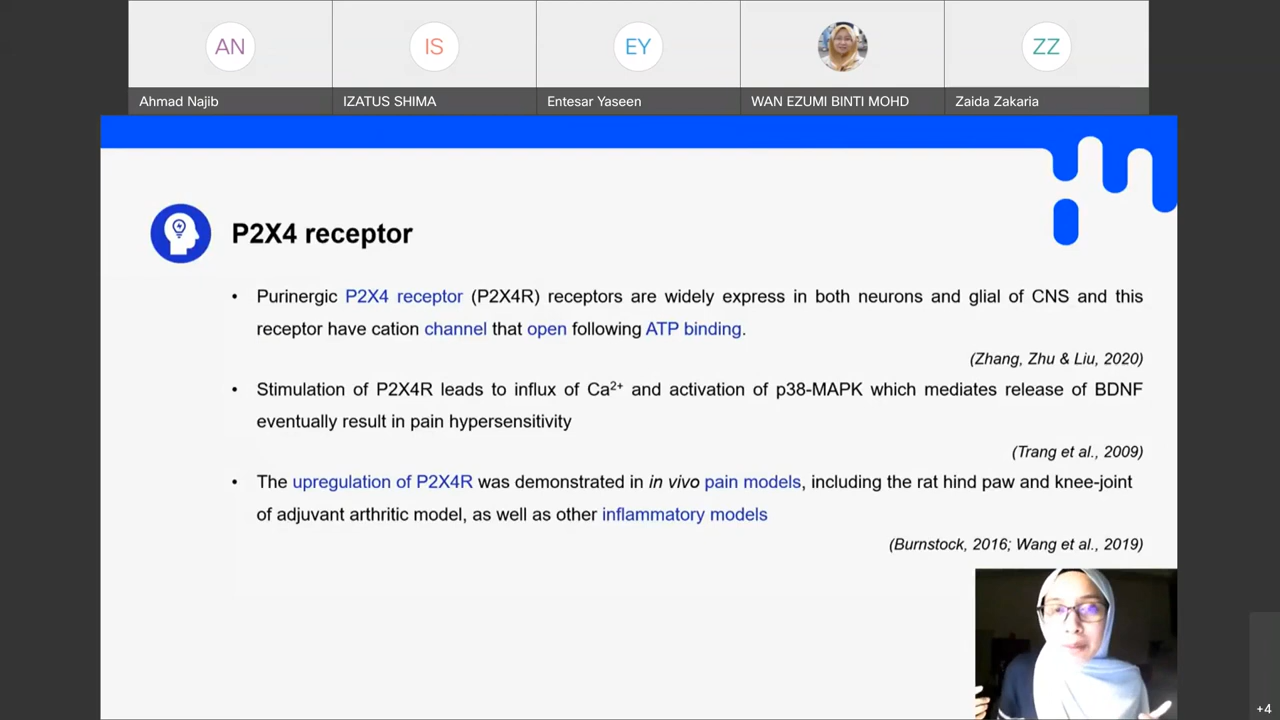 AN
IS
EY
ZZ
Ahmad Najib
IZATUS SHIMA
Entesar Yaseen
WAN EZUMI BINTI MOHD
Zaida Zakaria
P2X4 receptor
• Purinergic P2X4 receptor (P2X4R) receptors are widely express in both neurons and glial of CNS and this
receptor have cation channel that open following ATP binding.
(Zhang, Zhu & Liu, 2020)
• Stimulation of P2X4R leads to influx of Ca²⁺ and activation of p38-MAPK which mediates release of BDNF
eventually result in pain hypersensitivity
(Trang et al., 2009)
• The upregulation of P2X4R was demonstrated in in vivo pain models, including the rat hind paw and knee-joint
of adjuvant arthritic model, as well as other inflammatory models
(Burnstock, 2016; Wang et al., 2019)
+4